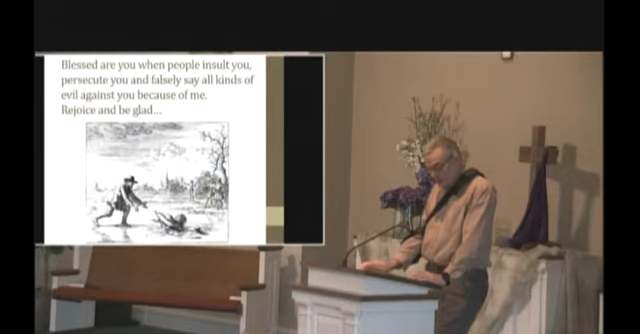 Blessed are you when people insult you,
persecute you and falsely say all kinds of
evil against you because of me.
Rejoice and be glad...